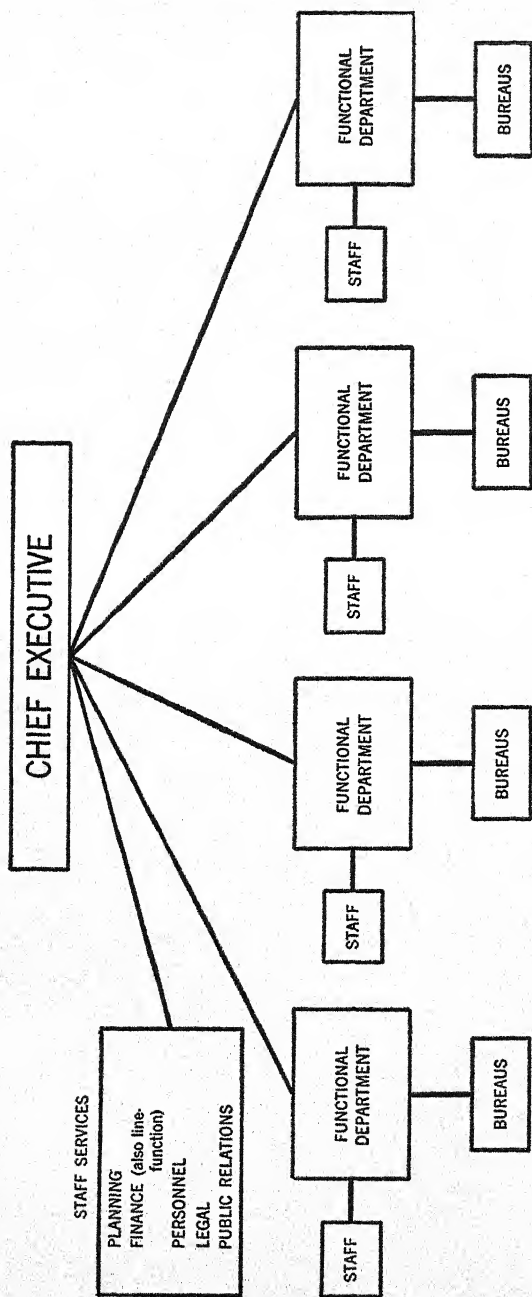 CHIEF EXECUTIVE
STAFF SERVICES
PLANNING
FINANCE (also line-
function)
PERSONNEL
LEGAL
PUBLIC RELATIONS
STAFF
FUNCTIONAL
DEPARTMENT
BUREAUS
STAFF
FUNCTIONAL
DEPARTMENT
BUREAUS
STAFF
FUNCTIONAL
DEPARTMENT
BUREAUS
STAFF
FUNCTIONAL
DEPARTMENT
BUREAUS